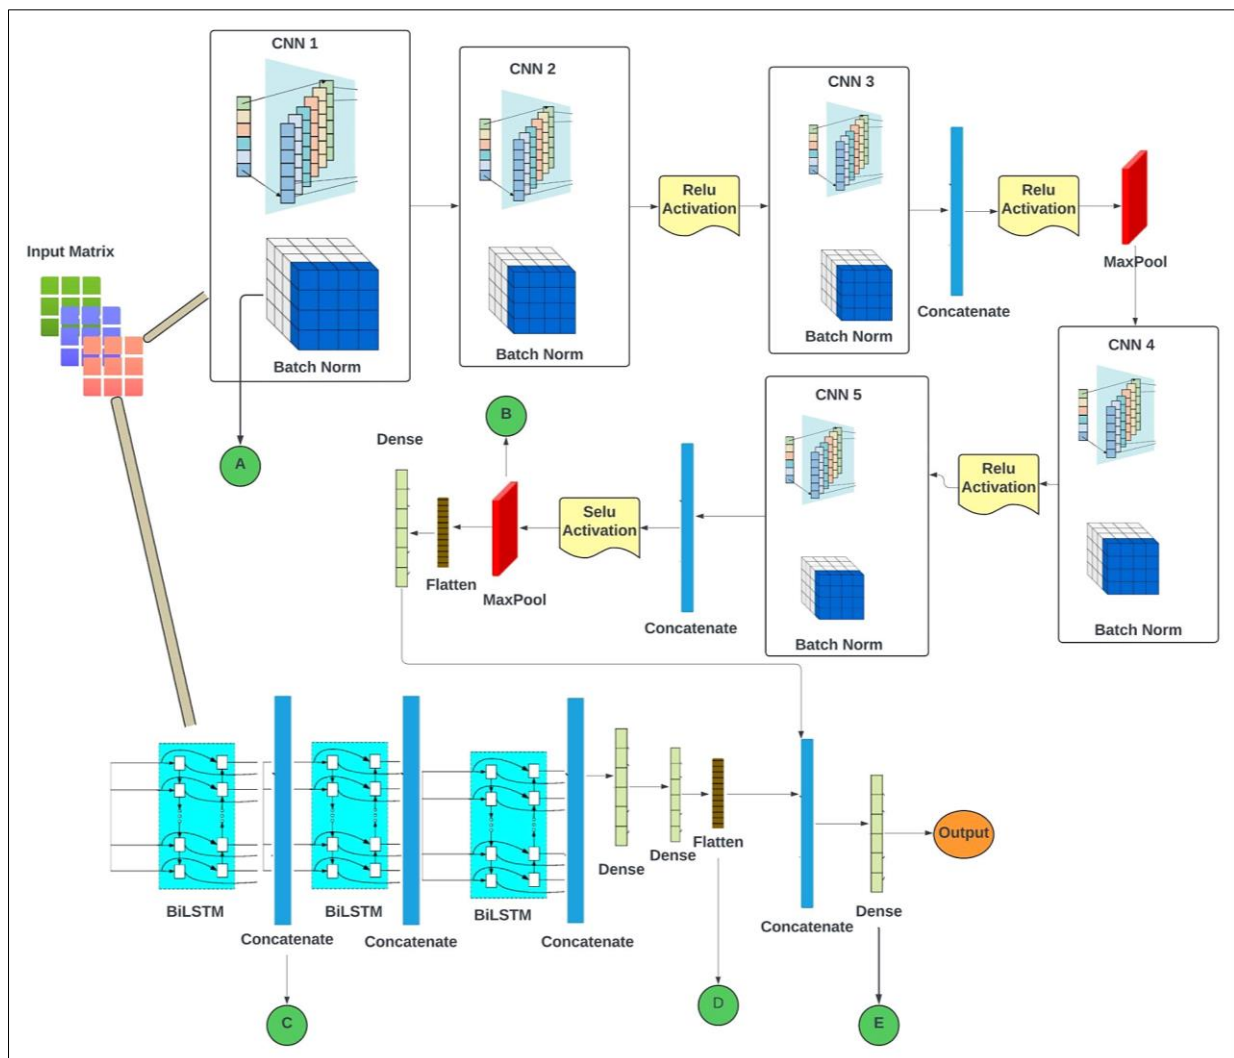 CNN 1
CNN 2
CNN 3
Relu
Activation
Relu
Activation
Input Matrix
MaxPool
Concatenate
Batch Norm
Batch Norm
Batch Norm
CNN 4
CNN 5
B
Dense
A
Relu
Activation
Selu
Activation
Flatten
MaxPool
Concatenate
Batch Norm
Batch Norm
Output
Flatten
Dense
Dense
BiLSTM
BiLSTM
BiLSTM
Concatenate
Concatenate
Concatenate
Concatenate
Dense
C
D
E